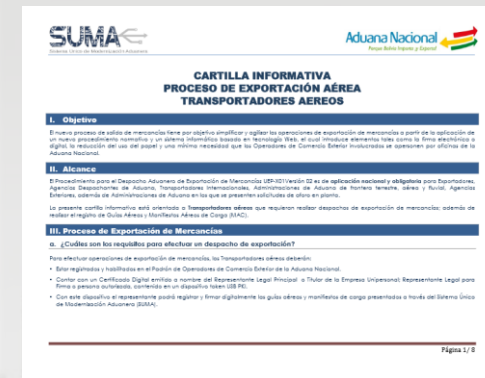 SUMA
Sistema Único de Modernización Aduanera
Aduana Nacional
Porque Bolivia Importa y Exporta!
CARTILLA INFORMATIVA
PROCESO DE EXPORTACIÓN AÉREA
TRANSPORTADORES AEREOS
I. Objetivo
El nuevo proceso de salida de mercancías tiene por objetivo simplificar y agilizar las operaciones de exportación de mercancías a partir de la aplicación de
un nuevo procedimiento normativo y un sistema informático basado en tecnología Web, el cual introduce elementos tales como la firma electrónica o
digital, la reducción del uso del papel y una mínima necesidad que los Operadores de Comercio Exterior involucrados se apersonen por oficinas de la
Aduana Nacional.
II. Alcance
El Procedimiento para el Despacho Aduanero de Exportación de Mercancías UEP-X01Versión 02 es de aplicación nacional y obligatoria para Exportadores,
Agencias Despachantes de Aduana, Transportadores Internacionales, Administraciones de Aduana de frontera terrestre, aérea y fluvial, Agencias
Exteriores, además de Administraciones de Aduana en las que se presenten solicitudes de aforo en planta.
La presente cartilla informativa está orientada a Transportadores aéreos que requieran realizar despachos de exportación de mercancías; además de
realizar el registro de Guías Aéreas y Manifiestos Aéreos de Carga (MAC).
III. Proceso de Exportación de Mercancías
a. ¿Cuáles son los requisitos para efectuar un despacho de exportación?
Para efectuar operaciones de exportación de mercancías, los Transportadores aéreos deberán:
• Estar registrados y habilitados en el Padrón de Operadores de Comercio Exterior de la Aduana Nacional.
• Contar con un Certificado Digital emitido a nombre del Representante Legal Principal o Titular de la Empresa Unipersonal; Representante Legal para
Firma o persona autorizada, contenido en un dispositivo token USB PKI.
• Con este dispositivo el representante podrá registrar y firmar digitalmente las guías aéreas y manifiestos de carga presentados a través del Sistema Único
de Modernización Aduanera (SUMA).
Página 1/ 8